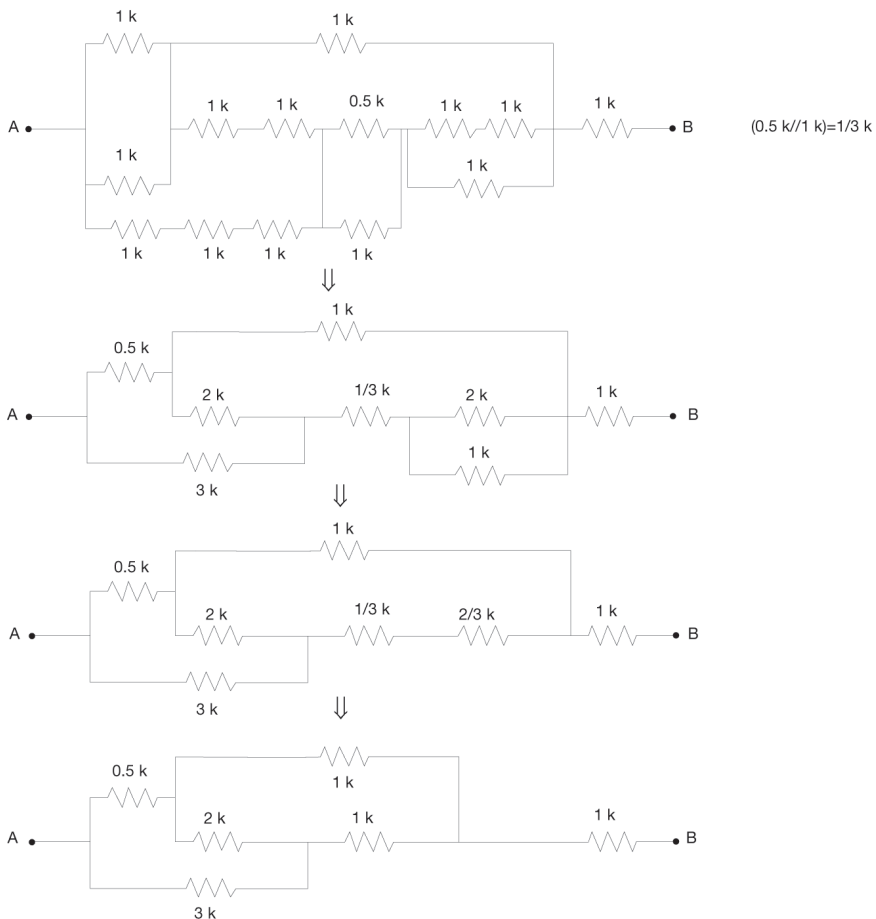 1 k 1 k
1 k 1 k 0.5 k 1 k 1 k 1 k
A B (0.5 k//1 k)=1/3 k
1 k 1 k
1 k 1 k 1 k 1 k
⇓
1 k
0.5 k
2 k 1/3 k 2 k 1 k
A B
1 k
3 k
⇓
1 k
0.5 k
2 k 1/3 k 2/3 k 1 k
A B
3 k
⇓
0.5 k 1 k
2 k 1 k 1 k
A B
3 k